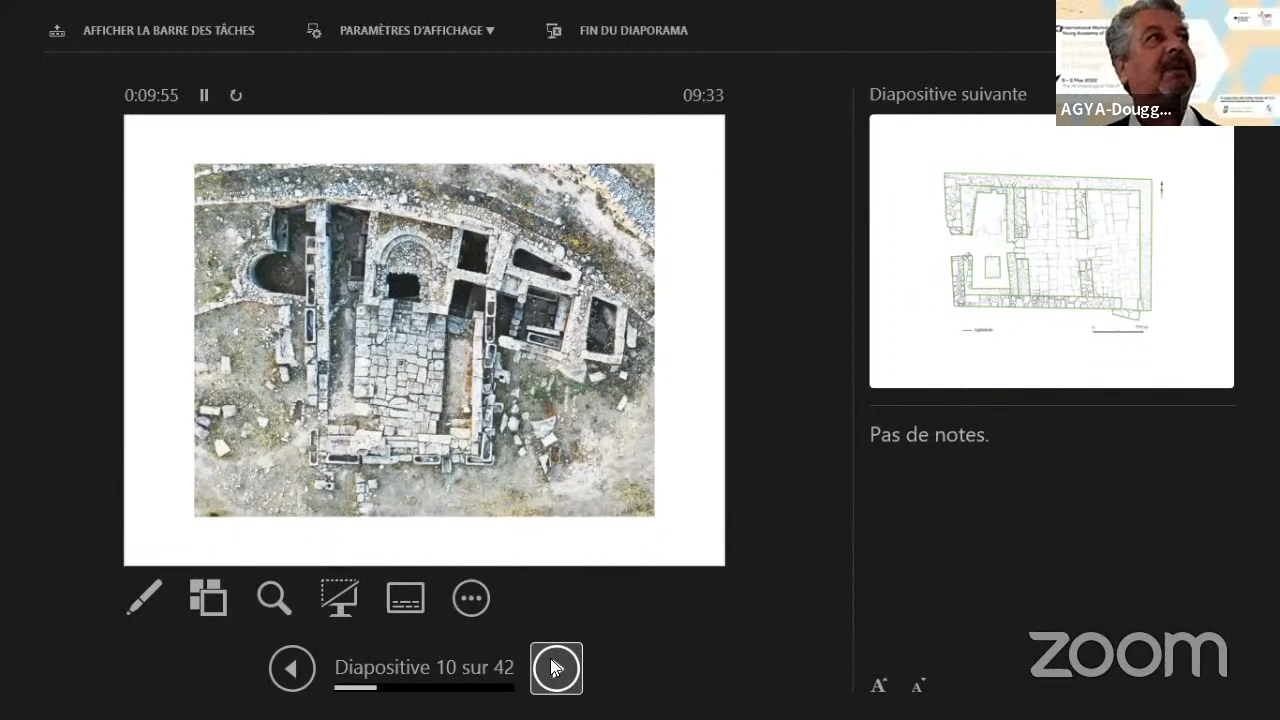 AFFICHER LA BARRE DES TÂCHES
PARAMÈTRES D'AFFICHAGE ▼
FIN DU DIAPORAMA
0:09:55
09:33
Diapositive suivante
AGYA-Dougg...
Pas de notes.
Diapositive 10 sur 42
A A
zoom